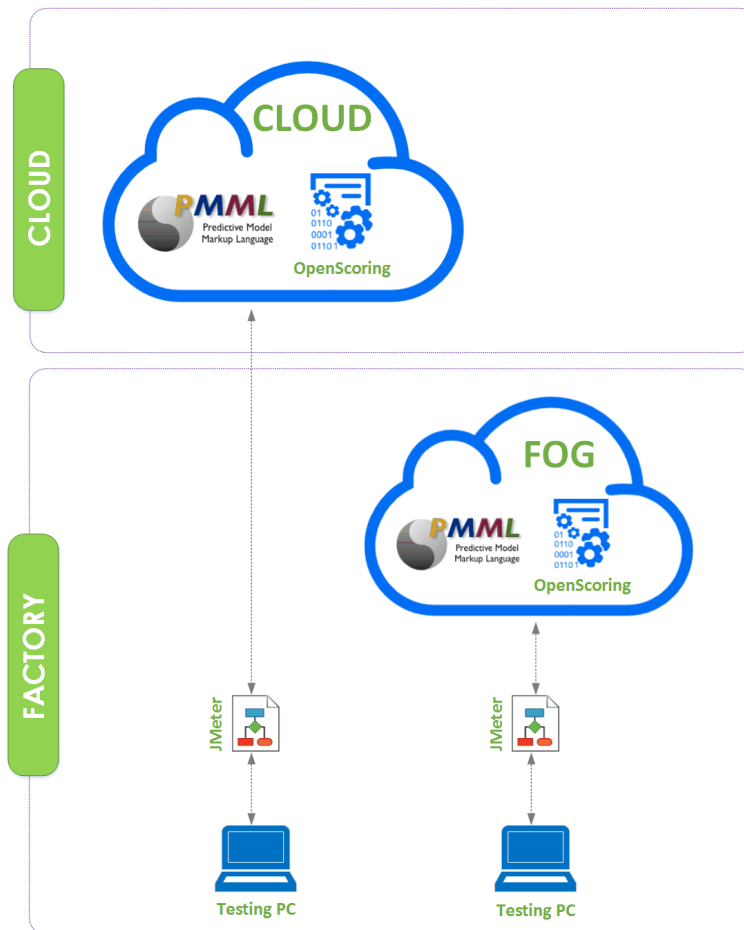 CLOUD
CLOUD
PMML
Predictive Model
Markup Language
01
0110
0001
0110 1
OpenScoring
FACTORY
FOG
PMML
Predictive Model
Markup Language
01
0110
0001
0110 1
OpenScoring
JMeter
JMeter
Testing PC
Testing PC